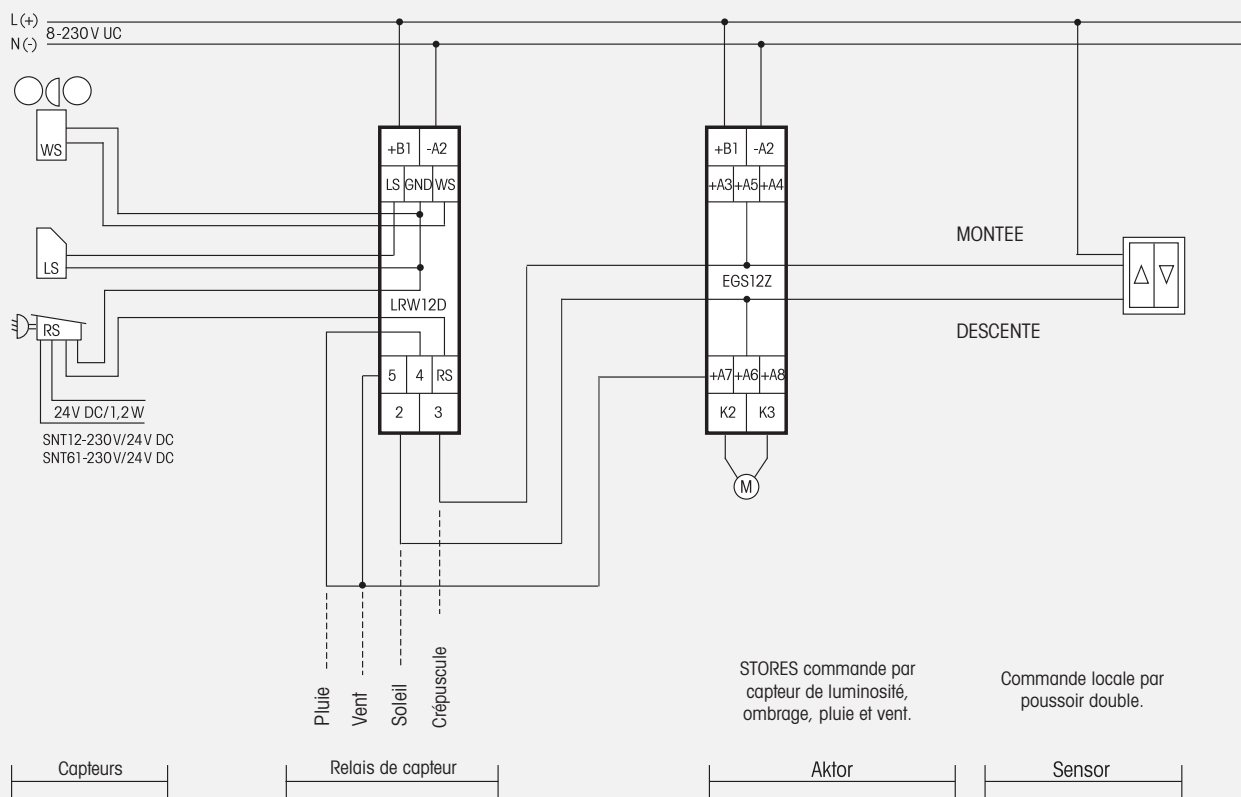 L(+)
8-230V UC
N(-)
WS
LS
RS
24V DC/1,2W
SNT12-230V/24V DC
SNT61-230V/24V DC
+B1 -A2
LS GND WS
LRW12D
5 4 RS
2 3
+B1 -A2
+A3 +A5 +A4
EGS12Z
+A7 +A6 +A8
K2 K3
M
MONTEE
DESCENTE
Pluie
Vent
Soleil
Crépuscule
STORES commande par
capteur de luminosité,
ombrage, pluie et vent.
Commande locale par
poussoir double.
Capteurs
Relais de capteur
Aktor
Sensor